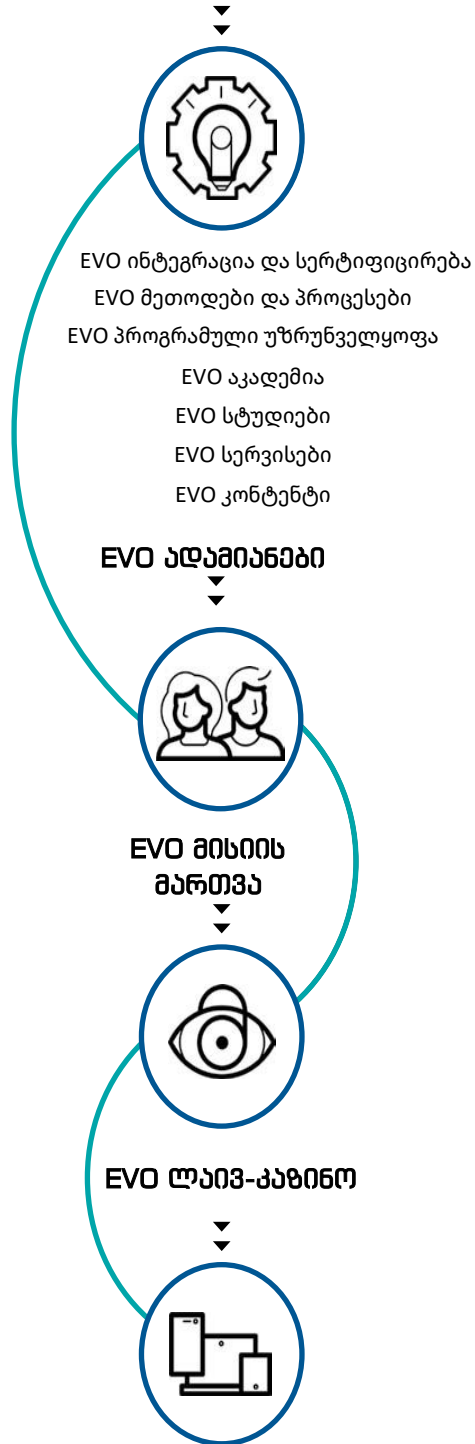 EVO ინტეგრაცია და სერტიფიცირება
EVO მეთოდები და პროცესები
EVO პროგრამული უზრუნველყოფა
EVO აკადემია
EVO სტუდიები
EVO სერვისები
EVO კონტენტი
EVO ადამიანები
EVO მისიის
მართვა
EVO ლაივ-კაზინო